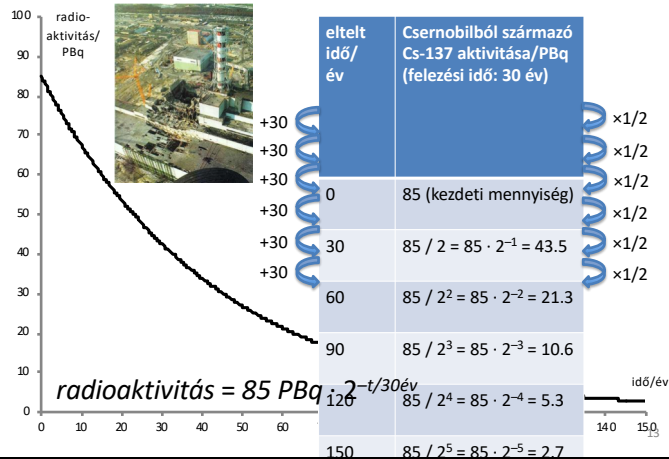 100
radio-
aktivitás/
PBq
90
80
70
60
50
40
30
20
10
0
eltelt idő/ év
Csernobilból származó
Cs-137 aktivitása/PBq
(felezési idő: 30 év)
+30
+30
+30
+30
+30
+30
×1/2
×1/2
×1/2
×1/2
×1/2
×1/2
0 85 (kezdeti mennyiség)
30 85 / 2 = 85 · 2⁻¹ = 43.5
60 85 / 2² = 85 · 2⁻² = 21.3
90 85 / 2³ = 85 · 2⁻³ = 10.6
120 85 / 2⁴ = 85 · 2⁻⁴ = 5.3
150 85 / 2⁵ = 85 · 2⁻⁵ = 2.7
radioaktivitás = 85 PBq · 2⁻ᵗ/³⁰ᵉ́ᵛ
idő/év
0 10 20 30 40 50 60 140 150
13